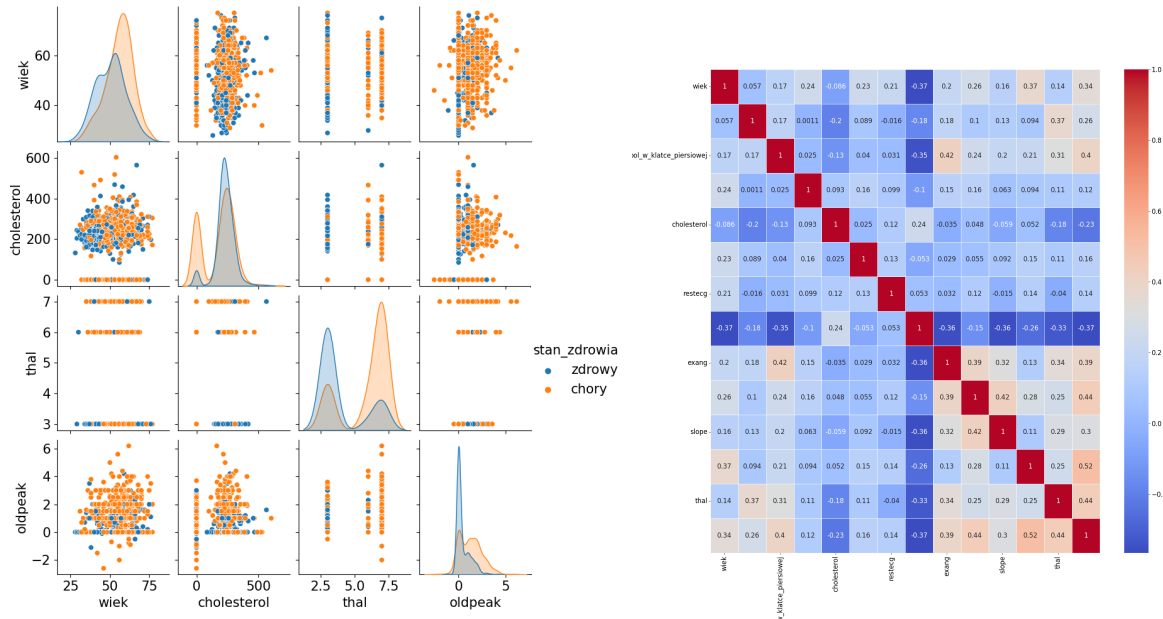 wiek
60
40
cholesterol
600
400
200
0
thal
7
6
5
4
3
oldpeak
6
4
2
0
−2
25 50 75
wiek
0 500
cholesterol
2.5 5.0 7.5
thal
0 5
oldpeak
stan_zdrowia
zdrowy
chory
wiek 1 0.057 0.17 0.24 -0.086 0.23 0.21 -0.37 0.2 0.26 0.16 0.37 0.14 0.34
0.057 1 0.17 0.0011 -0.2 0.089 -0.016 -0.18 0.18 0.1 0.13 0.094 0.37 0.26
ol_w_klatce_piersiowej 0.17 0.17 1 0.025 -0.13 0.04 0.031 -0.35 0.42 0.24 0.2 0.21 0.31 0.4
0.24 0.0011 0.025 1 0.093 0.16 0.099 -0.1 0.15 0.16 0.063 0.094 0.11 0.12
cholesterol -0.086 -0.2 -0.13 0.093 1 0.025 0.12 0.24 -0.035 0.048 -0.059 0.052 -0.18 -0.23
0.23 0.089 0.04 0.16 0.025 1 0.13 -0.053 0.029 0.055 0.092 0.15 0.11 0.16
restecg 0.21 -0.016 0.031 0.099 0.12 0.13 1 0.053 0.032 0.12 -0.015 0.14 -0.04 0.14
-0.37 -0.18 -0.35 -0.1 0.24 -0.053 0.053 1 -0.36 -0.15 -0.36 -0.26 -0.33 -0.37
exang 0.2 0.18 0.42 0.15 -0.035 0.029 0.032 -0.36 1 0.39 0.32 0.13 0.34 0.39
0.26 0.1 0.24 0.16 0.048 0.055 0.12 -0.15 0.39 1 0.42 0.28 0.25 0.44
slope 0.16 0.13 0.2 0.063 -0.059 0.092 -0.015 -0.36 0.32 0.42 1 0.11 0.29 0.3
0.37 0.094 0.21 0.094 0.052 0.15 0.14 -0.26 0.13 0.28 0.11 1 0.25 0.52
thal 0.14 0.37 0.31 0.11 -0.18 0.11 -0.04 -0.33 0.34 0.25 0.29 0.25 1 0.44
0.34 0.26 0.4 0.12 -0.23 0.16 0.14 -0.37 0.39 0.44 0.3 0.52 0.44 1
wiek
w_klatce_piersiowej
cholesterol
restecg
exang
slope
thal
1.0
0.8
0.6
0.4
0.2
0.0